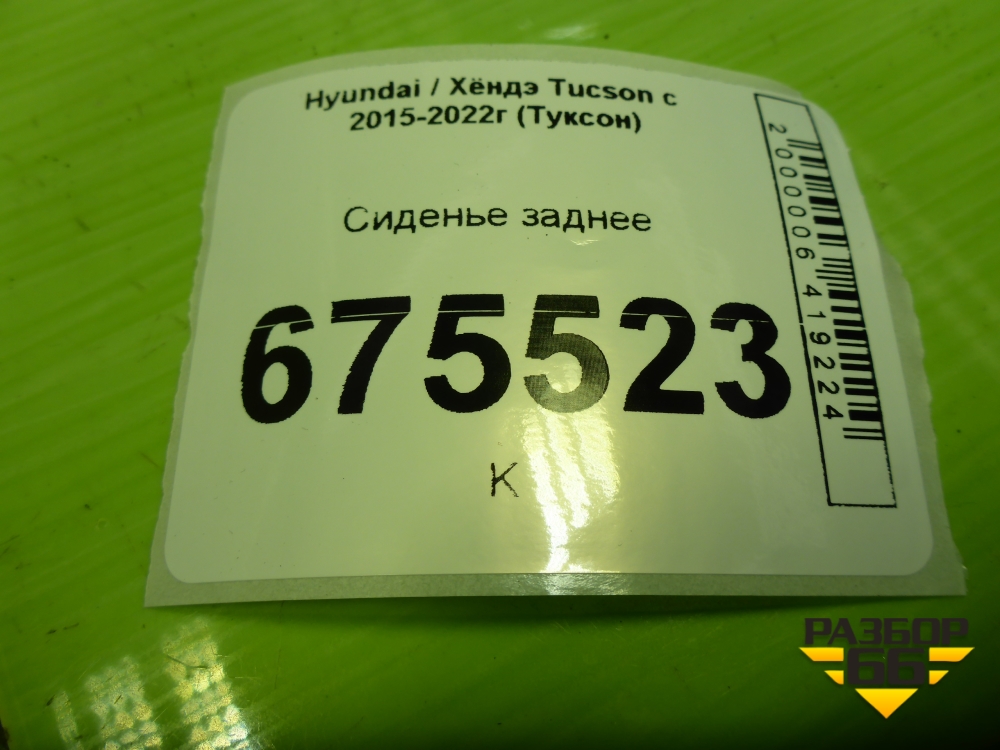 Hyundai / Хёндэ Tucson с
2015-2022г (Туксон)
Сиденье заднее
675523
К
2000006419224
РАЗБОР
66